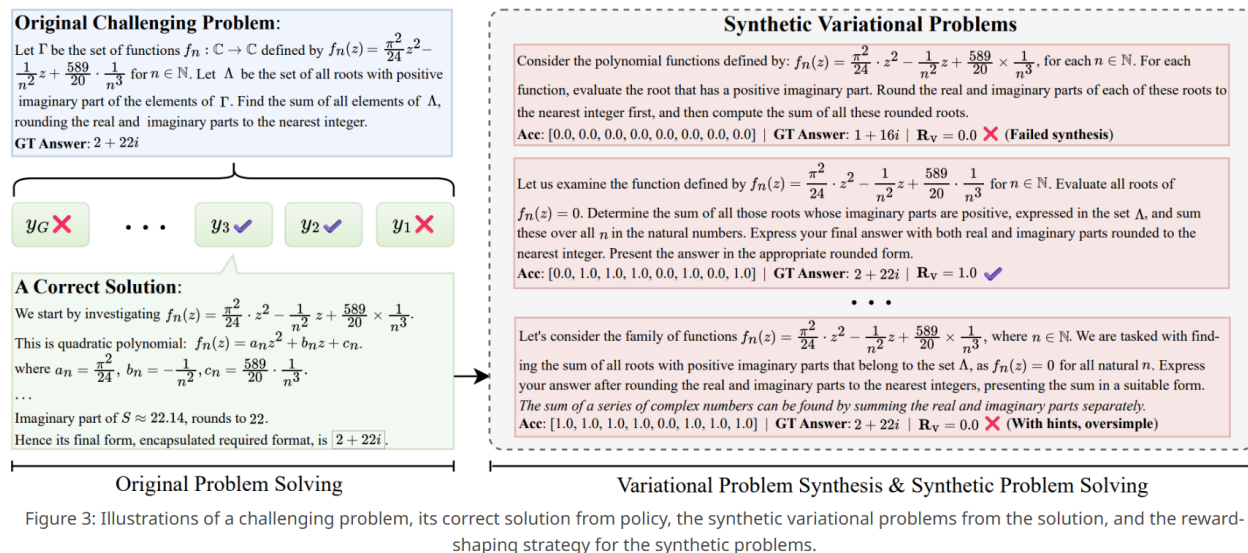 Original Challenging Problem:
Let Γ be the set of functions fₙ : ℂ → ℂ defined by fₙ(z) = π²/24 z² −
1/n² z + 589/20 · 1/n³ for n ∈ ℕ. Let Λ be the set of all roots with positive
imaginary part of the elements of Γ. Find the sum of all elements of Λ,
rounding the real and imaginary parts to the nearest integer.
GT Answer: 2 + 22i
y_G ❌ • • • y₃ ✔ y₂ ✔ y₁ ❌
A Correct Solution:
We start by investigating fₙ(z) = π²/24 · z² − 1/n² z + 589/20 × 1/n³.
This is quadratic polynomial: fₙ(z) = aₙz² + bₙz + cₙ.
where aₙ = π²/24, bₙ = −1/n², cₙ = 589/20 · 1/n³.
...
Imaginary part of S ≈ 22.14, rounds to 22.
Hence its final form, encapsulated required format, is 2 + 22i.
Original Problem Solving
Synthetic Variational Problems
Consider the polynomial functions defined by: fₙ(z) = π²/24 · z² − 1/n² z + 589/20 × 1/n³, for each n ∈ ℕ. For each
function, evaluate the root that has a positive imaginary part. Round the real and imaginary parts of each of these roots to
the nearest integer first, and then compute the sum of all these rounded roots.
Acc: [0.0, 0.0, 0.0, 0.0, 0.0, 0.0, 0.0, 0.0] | GT Answer: 1 + 16i | R_V = 0.0 ❌ (Failed synthesis)
Let us examine the function defined by fₙ(z) = π²/24 · z² − 1/n² z + 589/20 · 1/n³ for n ∈ ℕ. Evaluate all roots of
fₙ(z) = 0. Determine the sum of all those roots whose imaginary parts are positive, expressed in the set Λ, and sum
these over all n in the natural numbers. Express your final answer with both real and imaginary parts rounded to the
nearest integer. Present the answer in the appropriate rounded form.
Acc: [0.0, 1.0, 1.0, 1.0, 0.0, 1.0, 0.0, 1.0] | GT Answer: 2 + 22i | R_V = 1.0 ✔
• • •
Let's consider the family of functions fₙ(z) = π²/24 · z² − 1/n² z + 589/20 × 1/n³, where n ∈ ℕ. We are tasked with find-
ing the sum of all roots with positive imaginary parts that belong to the set Λ, as fₙ(z) = 0 for all natural n. Express
your answer after rounding the real and imaginary parts to the nearest integers, presenting the sum in a suitable form.
The sum of a series of complex numbers can be found by summing the real and imaginary parts separately.
Acc: [1.0, 1.0, 1.0, 1.0, 0.0, 1.0, 1.0, 1.0] | GT Answer: 2 + 22i | R_V = 0.0 ❌ (With hints, oversimple)
Variational Problem Synthesis & Synthetic Problem Solving
Figure 3: Illustrations of a challenging problem, its correct solution from policy, the synthetic variational problems from the solution, and the reward-
shaping strategy for the synthetic problems.